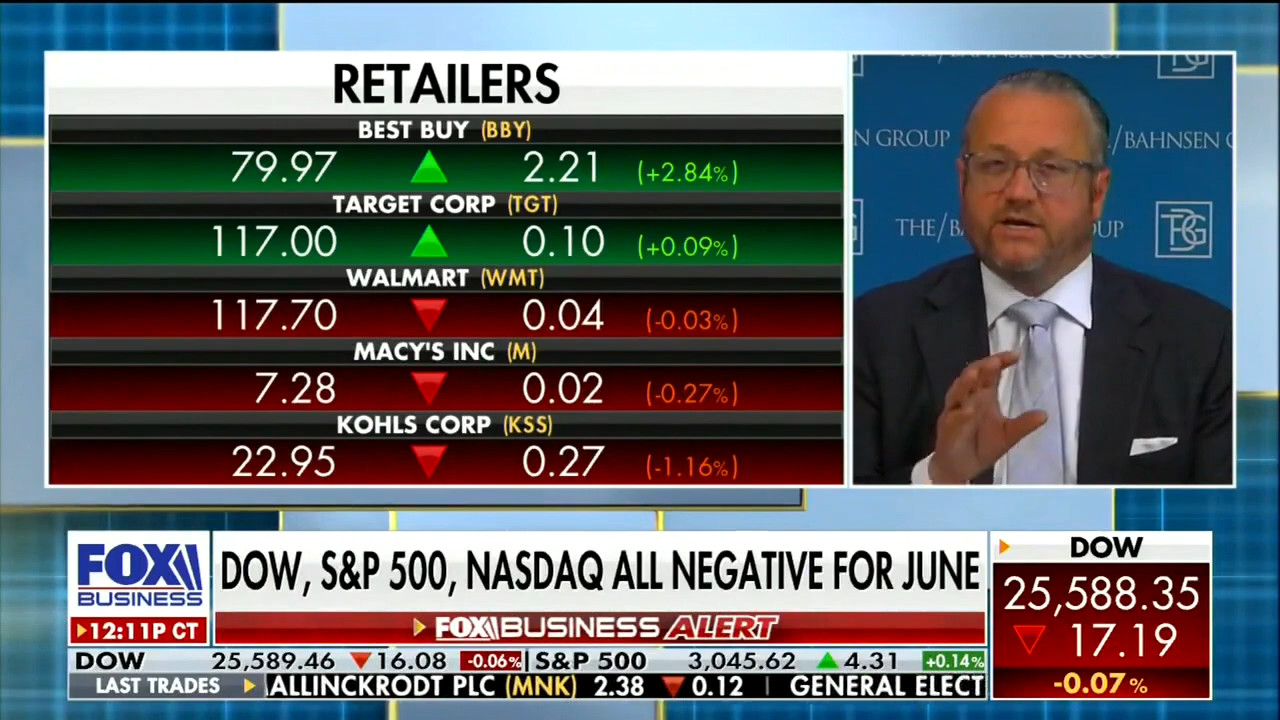 RETAILERS
BEST BUY (BBY)
79.97 ▲ 2.21 (+2.84%)
TARGET CORP (TGT)
117.00 ▲ 0.10 (+0.09%)
WALMART (WMT)
117.70 ▼ 0.04 (-0.03%)
MACY'S INC (M)
7.28 ▼ 0.02 (-0.27%)
KOHLS CORP (KSS)
22.95 ▼ 0.27 (-1.16%)
THE/BAHNSEN GROUP
N GROUP
/BAHNSEN G
THE/BA UP
TBG
FOX
BUSINESS
12:11P CT
DOW, S&P 500, NASDAQ ALL NEGATIVE FOR JUNE
FOX BUSINESS ALERT
DOW
25,588.35
▼ 17.19
-0.07%
DOW 25,589.46 ▼ 16.08 -0.06% S&P 500 3,045.62 ▲ 4.31 +0.14%
LAST TRADES ALLINCKRODT PLC (MNK) 2.38 ▼ 0.12 | GENERAL ELECT